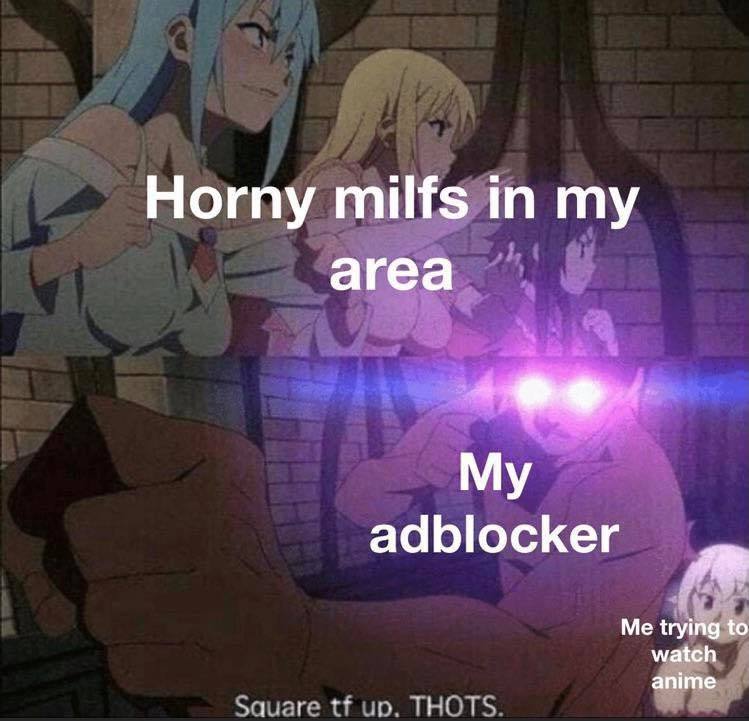 Horny milfs in my
area
My
adblocker
Me trying to
watch
anime
Square tf up, THOTS.